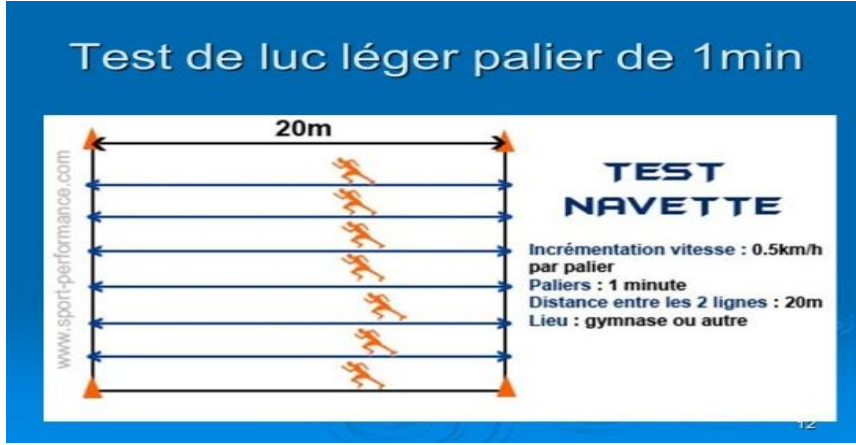 Test de luc léger palier de 1min
20m
www.sport-performance.com
TEST
NAVETTE
Incrémentation vitesse : 0.5km/h
par palier
Paliers : 1 minute
Distance entre les 2 lignes : 20m
Lieu : gymnase ou autre
12